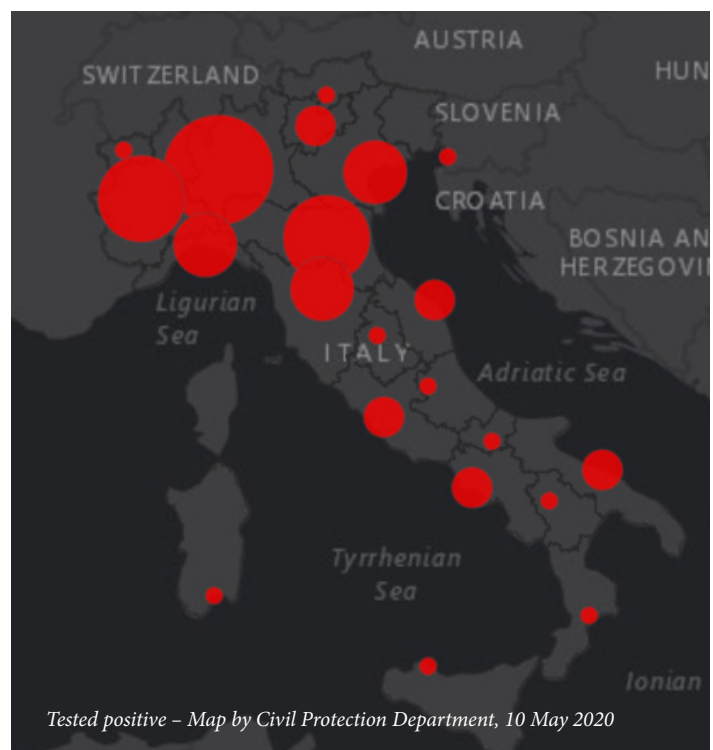 AUSTRIA
SWITZERLAND
HUN
SLOVENIA
CROATIA
BOSNIA AN
HERZEGOVI
Ligurian
Sea
ITALY
Adriatic Sea
Tyrrhenian
Sea
Ionian
Tested positive – Map by Civil Protection Department, 10 May 2020